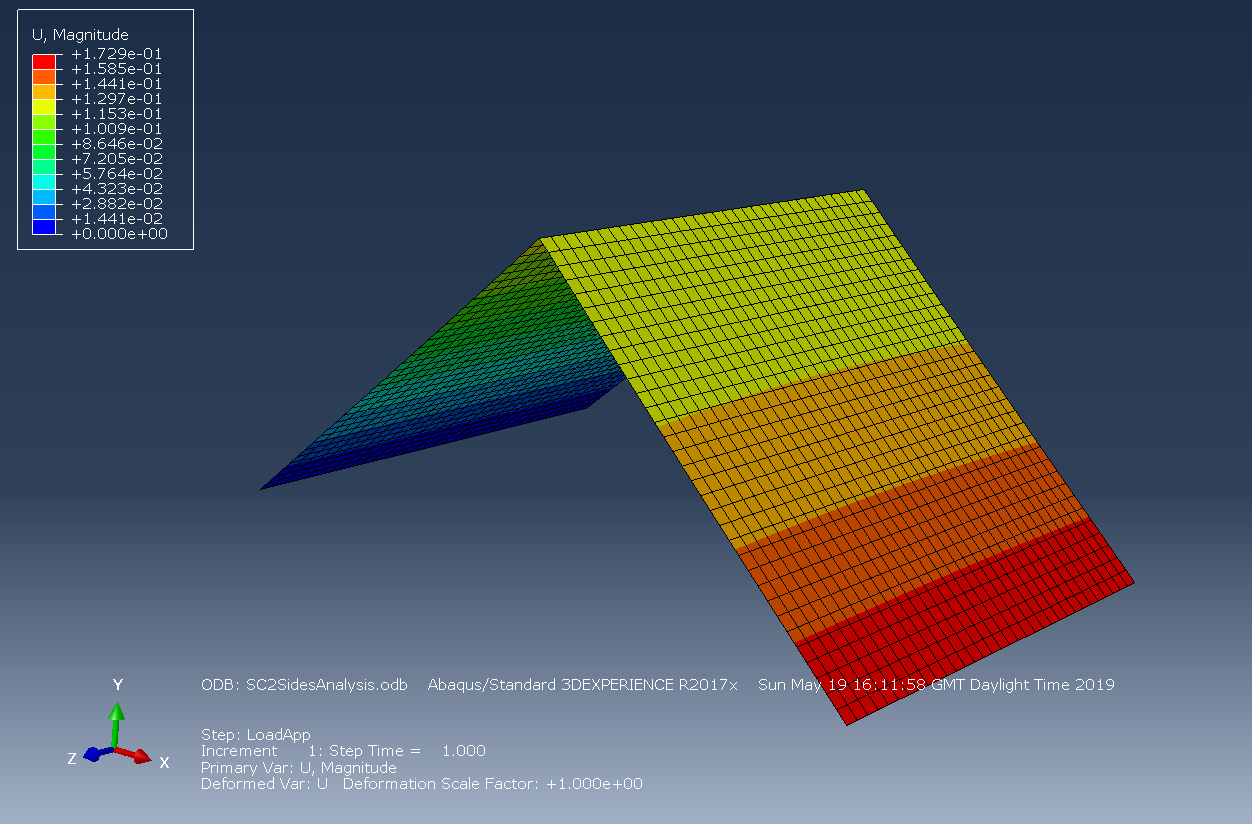 U, Magnitude
+1.729e-01
+1.585e-01
+1.441e-01
+1.297e-01
+1.153e-01
+1.009e-01
+8.646e-02
+7.205e-02
+5.764e-02
+4.323e-02
+2.882e-02
+1.441e-02
+0.000e+00
Y
Z
X
ODB: SC2SidesAnalysis.odb Abaqus/Standard 3DEXPERIENCE R2017x Sun May 19 16:11:58 GMT Daylight Time 2019
Step: LoadApp
Increment 1: Step Time = 1.000
Primary Var: U, Magnitude
Deformed Var: U Deformation Scale Factor: +1.000e+00